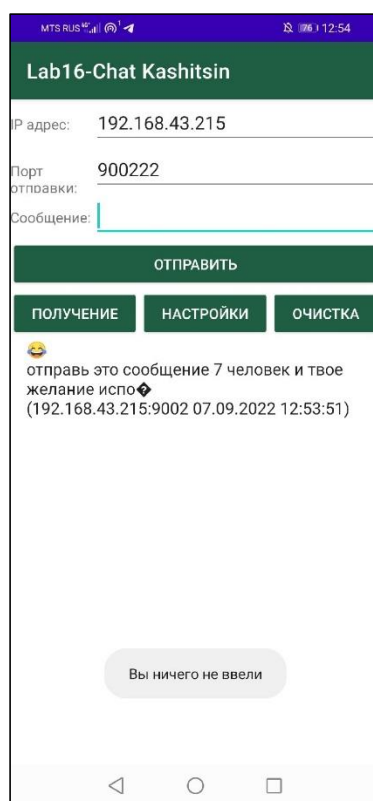 MTS RUS 12:54
Lab16-Chat Kashitsin
IP адрес: 192.168.43.215
Порт отправки: 900222
Сообщение:
ОТПРАВИТЬ
ПОЛУЧЕНИЕ НАСТРОЙКИ ОЧИСТКА
😂
отправь это сообщение 7 человек и твое
желание испо�
(192.168.43.215:9002 07.09.2022 12:53:51)
Вы ничего не ввели